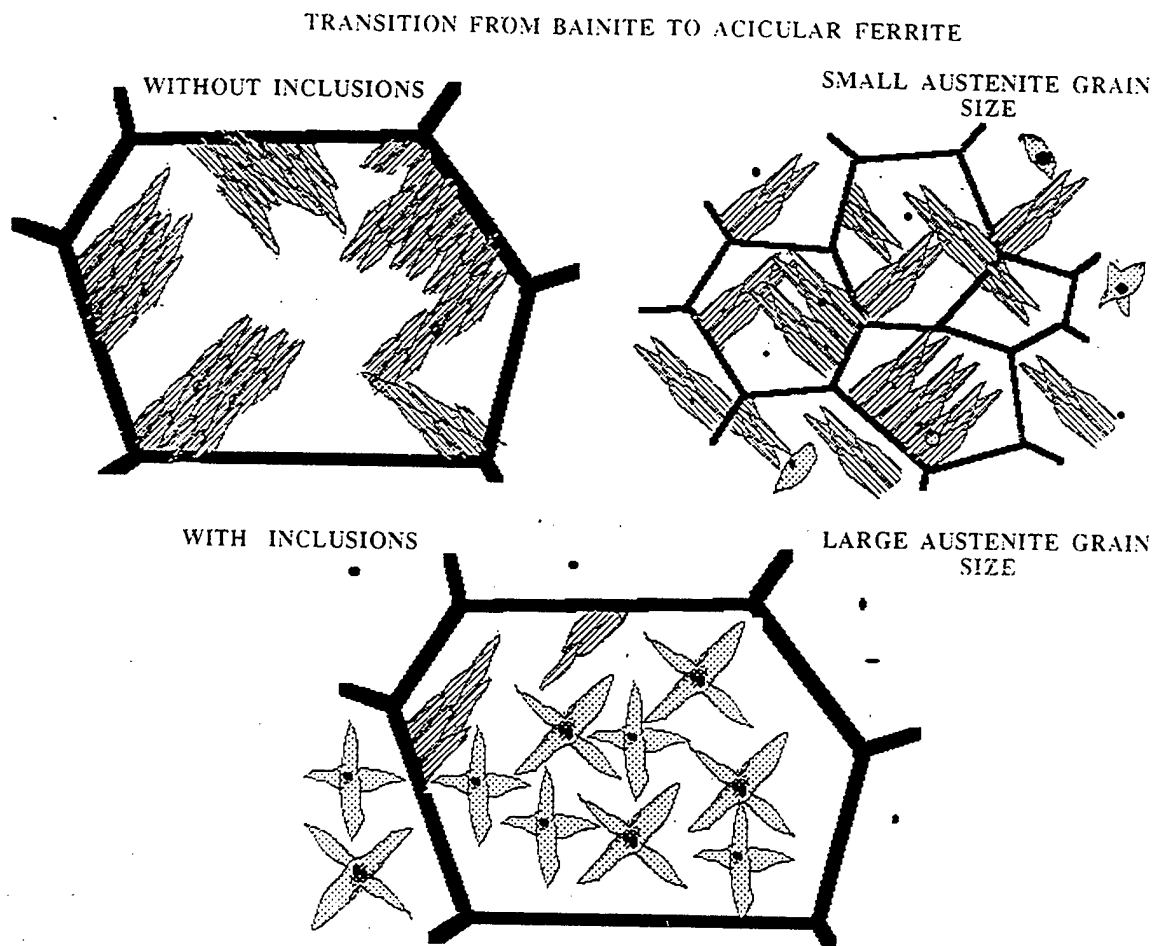 TRANSITION FROM BAINITE TO ACICULAR FERRITE
WITHOUT INCLUSIONS
SMALL AUSTENITE GRAIN
SIZE
WITH INCLUSIONS
LARGE AUSTENITE GRAIN
SIZE